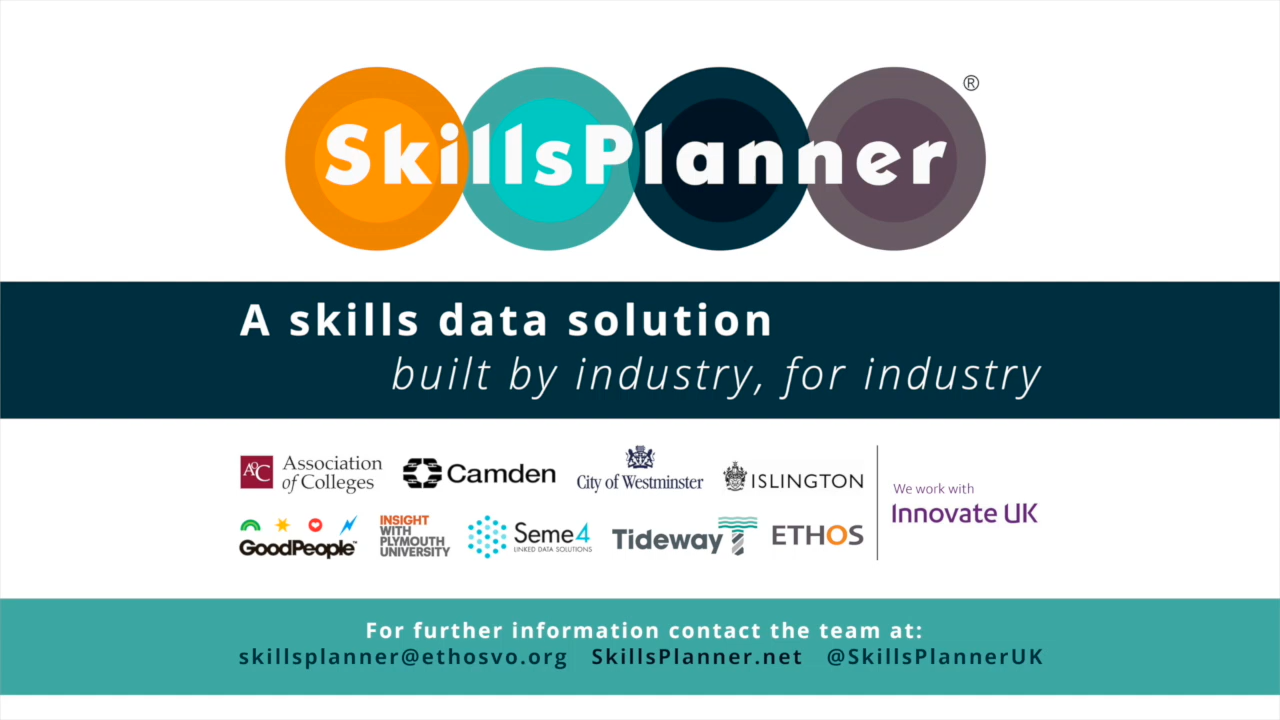 SkillsPlanner®
A skills data solution
built by industry, for industry
AoC Association of Colleges
Camden
City of Westminster
ISLINGTON
We work with
Innovate UK
GoodPeople™
INSIGHT
WITH
PLYMOUTH
UNIVERSITY
Seme4
LINKED DATA SOLUTIONS
Tideway
ETHOS
For further information contact the team at:
skillsplanner@ethosvo.org SkillsPlanner.net @SkillsPlannerUK